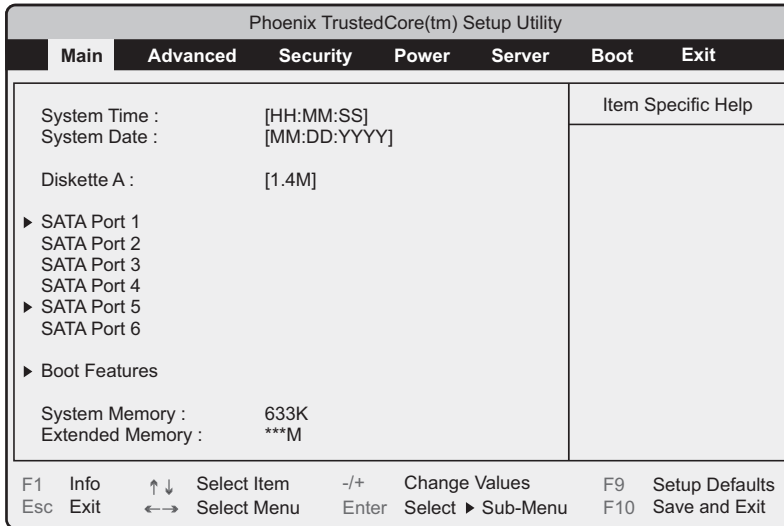 Phoenix TrustedCore(tm) Setup Utility
Main Advanced Security Power Server Boot Exit
System Time : [HH:MM:SS]
System Date : [MM:DD:YYYY]
Diskette A : [1.4M]
▶ SATA Port 1
SATA Port 2
SATA Port 3
SATA Port 4
▶ SATA Port 5
SATA Port 6
▶ Boot Features
System Memory : 633K
Extended Memory : ***M
Item Specific Help
F1 Info ↑↓ Select Item -/+ Change Values F9 Setup Defaults
Esc Exit ←→ Select Menu Enter Select ▶ Sub-Menu F10 Save and Exit